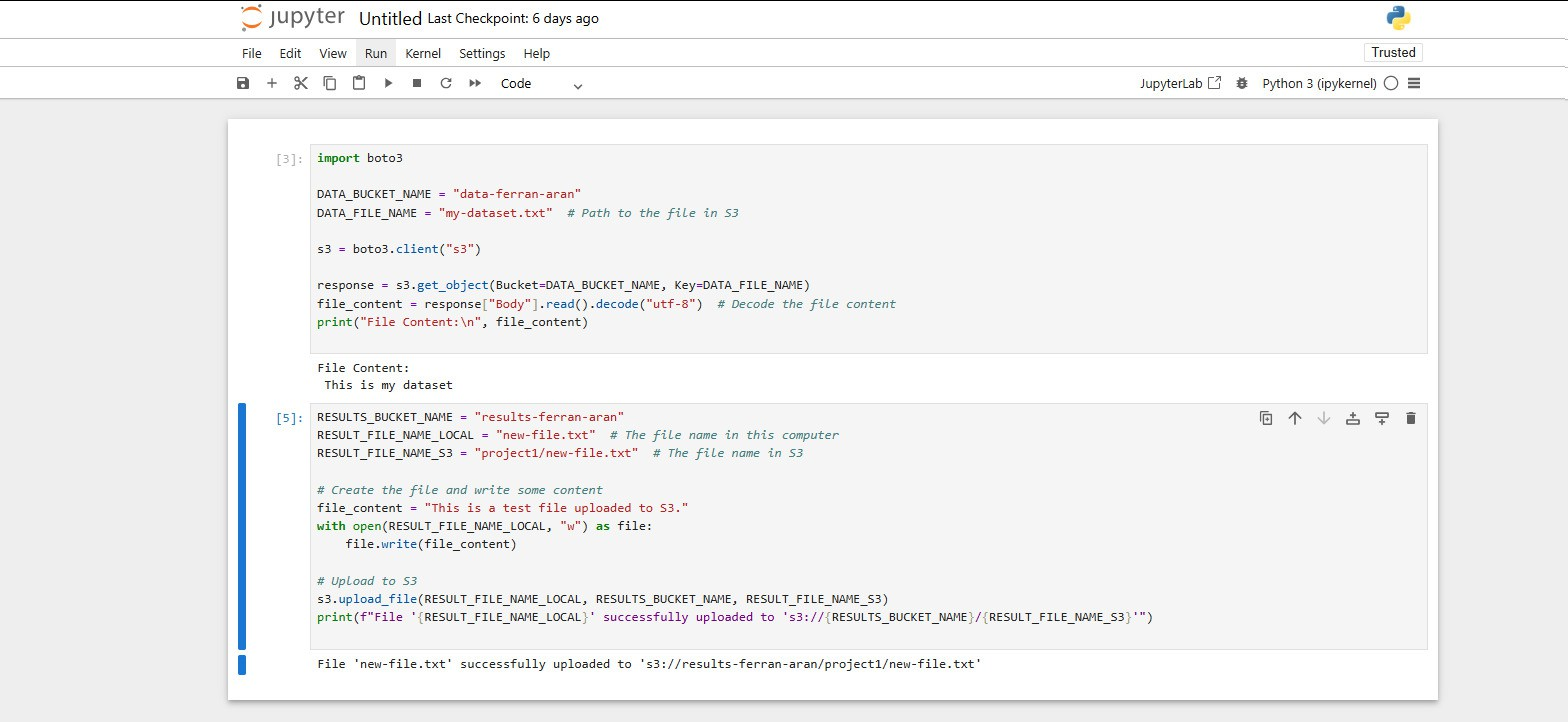 jupyter Untitled Last Checkpoint: 6 days ago
File Edit View Run Kernel Settings Help Trusted
Code JupyterLab Python 3 (ipykernel)
[3]: import boto3
DATA_BUCKET_NAME = "data-ferran-aran"
DATA_FILE_NAME = "my-dataset.txt"  # Path to the file in S3
s3 = boto3.client("s3")
response = s3.get_object(Bucket=DATA_BUCKET_NAME, Key=DATA_FILE_NAME)
file_content = response["Body"].read().decode("utf-8")  # Decode the file content
print("File Content:\n", file_content)
File Content:
 This is my dataset
[5]: RESULTS_BUCKET_NAME = "results-ferran-aran"
RESULT_FILE_NAME_LOCAL = "new-file.txt"  # The file name in this computer
RESULT_FILE_NAME_S3 = "project1/new-file.txt"  # The file name in S3
# Create the file and write some content
file_content = "This is a test file uploaded to S3."
with open(RESULT_FILE_NAME_LOCAL, "w") as file:
    file.write(file_content)
# Upload to S3
s3.upload_file(RESULT_FILE_NAME_LOCAL, RESULTS_BUCKET_NAME, RESULT_FILE_NAME_S3)
print(f"File '{RESULT_FILE_NAME_LOCAL}' successfully uploaded to 's3://{RESULTS_BUCKET_NAME}/{RESULT_FILE_NAME_S3}'")
File 'new-file.txt' successfully uploaded to 's3://results-ferran-aran/project1/new-file.txt'